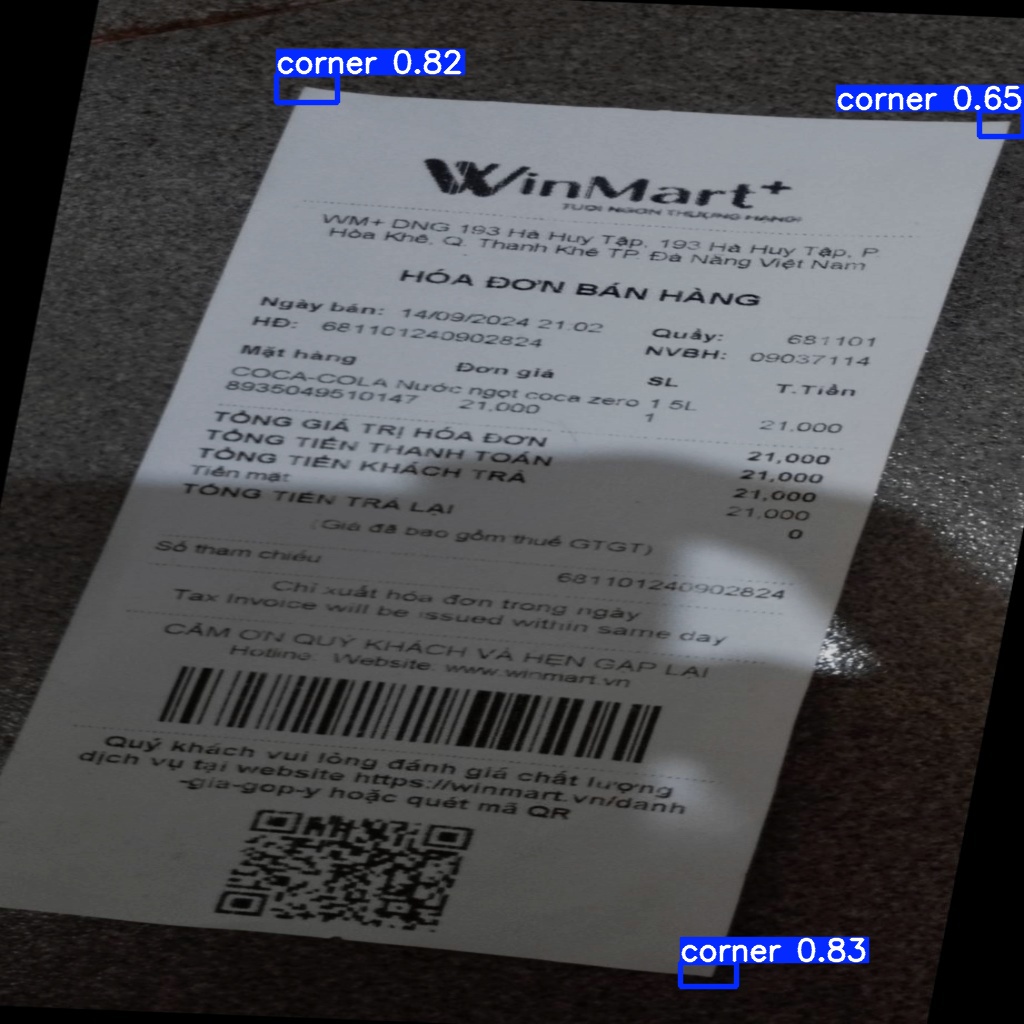 corner 0.82
corner 0.65
WinMart+
TƯƠI NGON THƯỢNG HẠNG!
WM+ DNG 193 Hà Huy Tập, 193 Hà Huy Tập, P
Hòa Khê, Q. Thanh Khê TP. Đà Nẵng Việt Nam
HÓA ĐƠN BÁN HÀNG
Ngày bán: 14/09/2024 21:02 Quầy: 681101
HĐ: 681101240902824 NVBH: 09037114
Mặt hàng Đơn giá SL T.Tiền
COCA-COLA Nước ngọt coca zero 1 5L
8935049510147 21,000 1 21,000
TỔNG GIÁ TRỊ HÓA ĐƠN 21,000
TỔNG TIỀN THANH TOÁN 21,000
TỔNG TIỀN KHÁCH TRẢ 21,000
Tiền mặt 21,000
TỔNG TIỀN TRẢ LẠI 0
(Giá đã bao gồm thuế GTGT)
Số tham chiếu 681101240902824
Chỉ xuất hóa đơn trong ngày
Tax Invoice will be issued within same day
CẢM ƠN QUÝ KHÁCH VÀ HẸN GẶP LẠI
Hotline: Website: www.winmart.vn
Quý khách vui lòng đánh giá chất lượng
dịch vụ tại website https://winmart.vn/danh
-gia-gop-y hoặc quét mã QR
corner 0.83